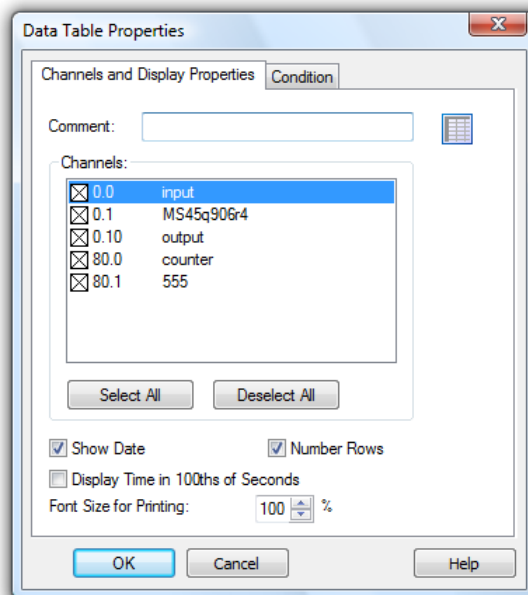 Data Table Properties
Channels and Display Properties
Condition
Comment:
Channels:
0.0 input
0.1 MS45q906r4
0.10 output
80.0 counter
80.1 555
Select All
Deselect All
Show Date
Number Rows
Display Time in 100ths of Seconds
Font Size for Printing: 100 %
OK
Cancel
Help